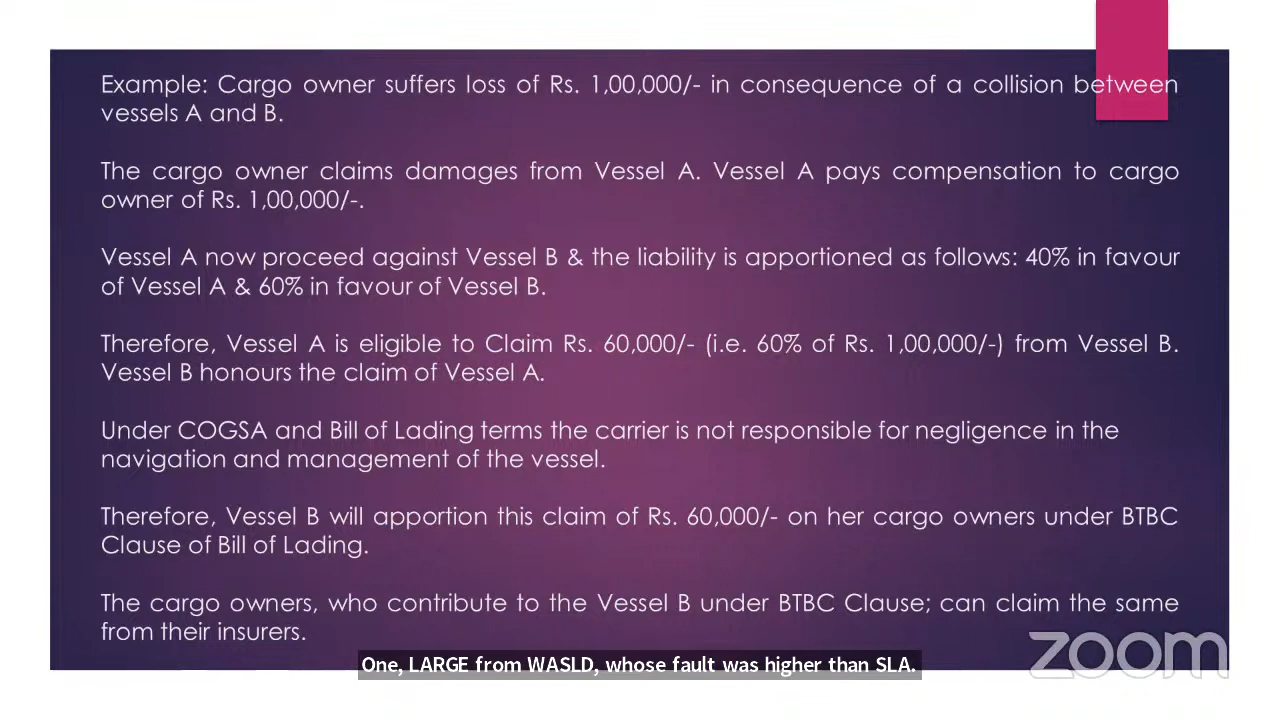 Example: Cargo owner suffers loss of Rs. 1,00,000/- in consequence of a collision between
vessels A and B.
The cargo owner claims damages from Vessel A. Vessel A pays compensation to cargo
owner of Rs. 1,00,000/-.
Vessel A now proceed against Vessel B & the liability is apportioned as follows: 40% in favour
of Vessel A & 60% in favour of Vessel B.
Therefore, Vessel A is eligible to Claim Rs. 60,000/- (i.e. 60% of Rs. 1,00,000/-) from Vessel B.
Vessel B honours the claim of Vessel A.
Under COGSA and Bill of Lading terms the carrier is not responsible for negligence in the
navigation and management of the vessel.
Therefore, Vessel B will apportion this claim of Rs. 60,000/- on her cargo owners under BTBC
Clause of Bill of Lading.
The cargo owners, who contribute to the Vessel B under BTBC Clause; can claim the same
from their insurers.
zoom
One, LARGE from WASLD, whose fault was higher than SLA.